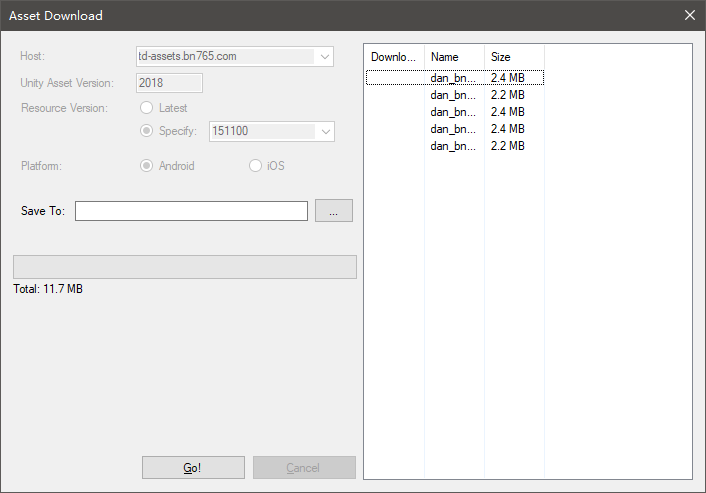 Asset Download
Host: td-assets.bn765.com
Unity Asset Version: 2018
Resource Version: Latest
Specify: 151100
Platform: Android iOS
Save To: ...
Total: 11.7 MB
Go! Cancel
Downlo... Name Size
dan_bn... 2.4 MB
dan_bn... 2.2 MB
dan_bn... 2.4 MB
dan_bn... 2.4 MB
dan_bn... 2.2 MB